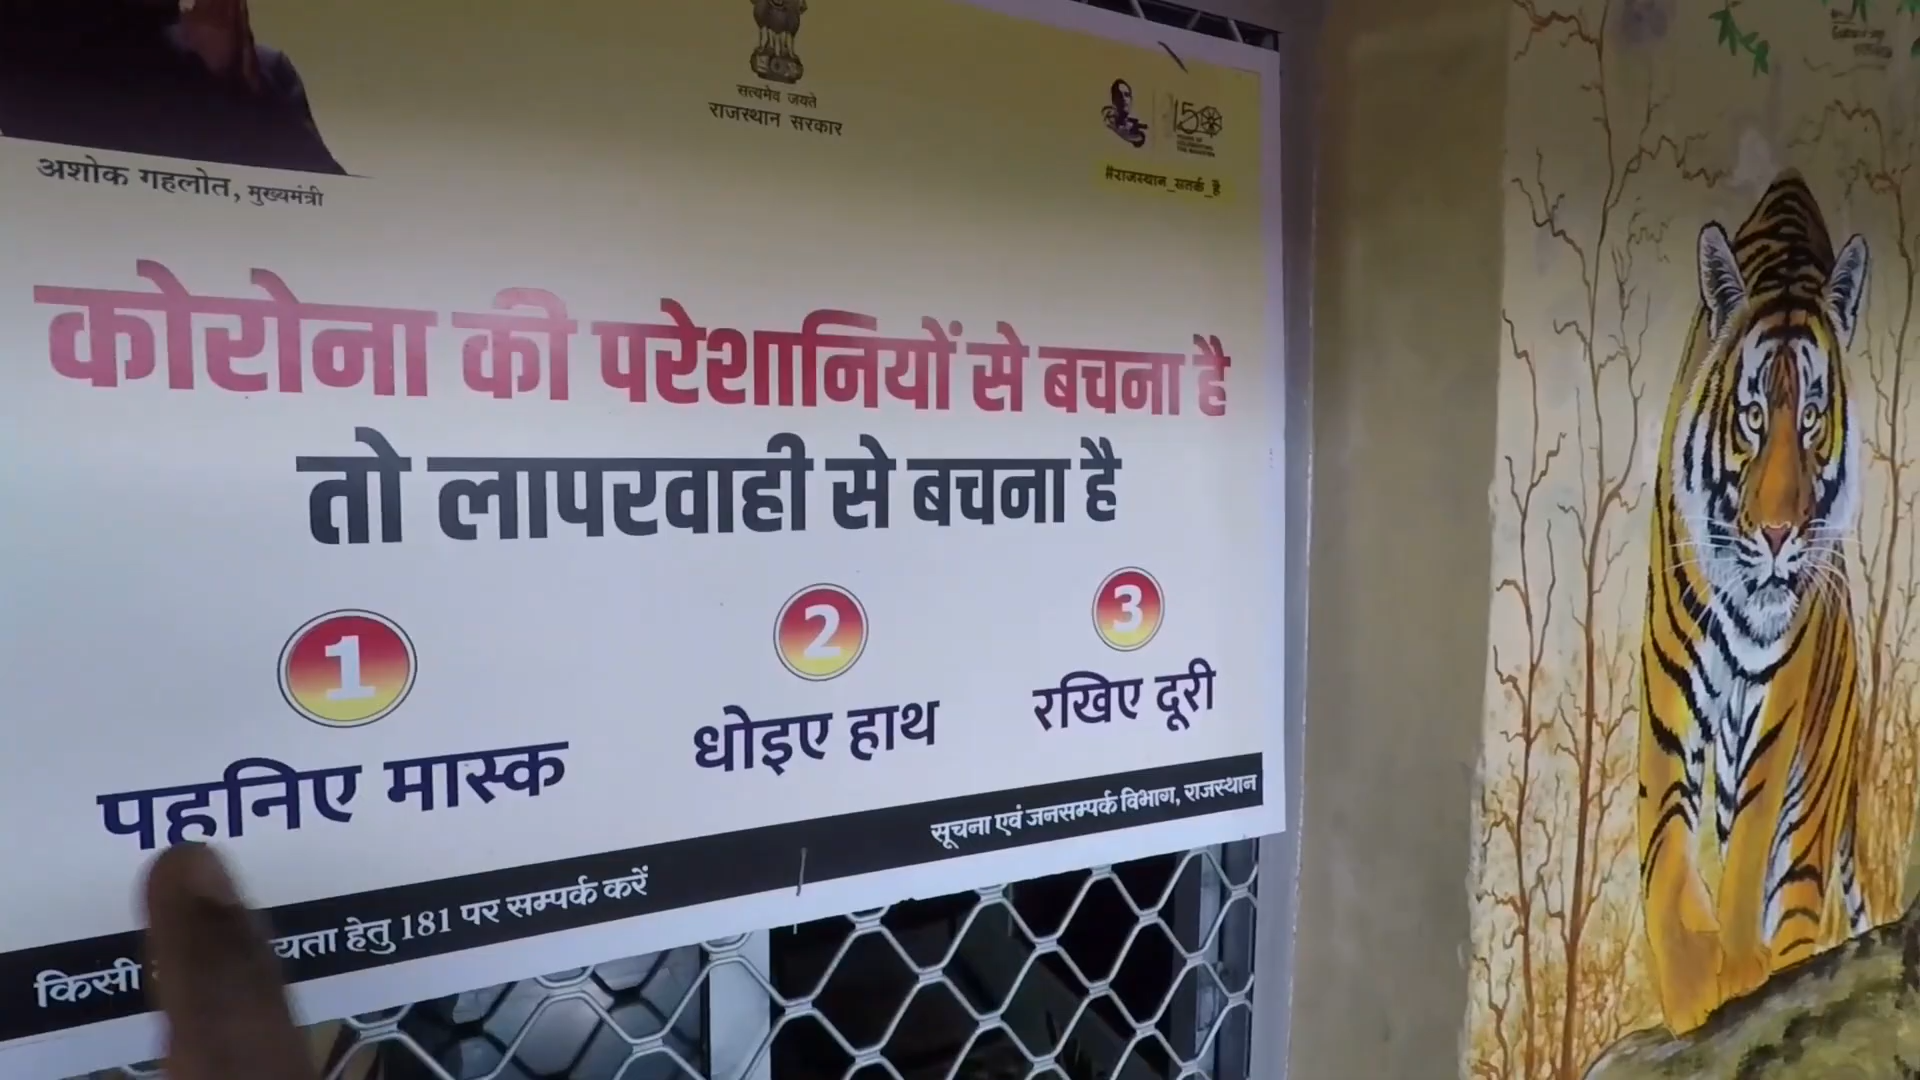 सत्यमेव जयते
राजस्थान सरकार
150
#राजस्थान_सतर्क_है
अशोक गहलोत, मुख्यमंत्री
कोरोना की परेशानियों से बचना है
तो लापरवाही से बचना है
1 2 3
पहनिए मास्क धोइए हाथ रखिए दूरी
सूचना एवं जनसम्पर्क विभाग, राजस्थान
किसी यता हेतु 181 पर सम्पर्क करें